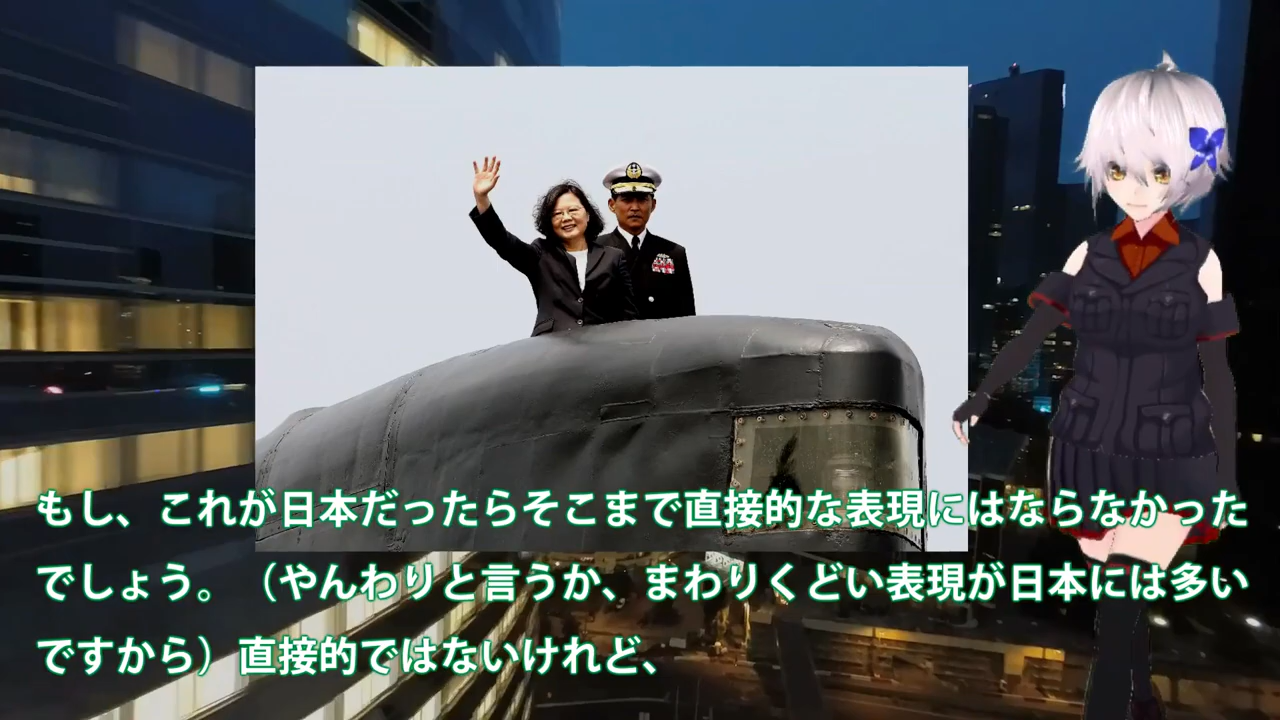 もし、これが日本だったらそこまで直接的な表現にはならなかった
でしょう。（やんわりと言うか、まわりくどい表現が日本には多い
ですから）直接的ではないけれど、